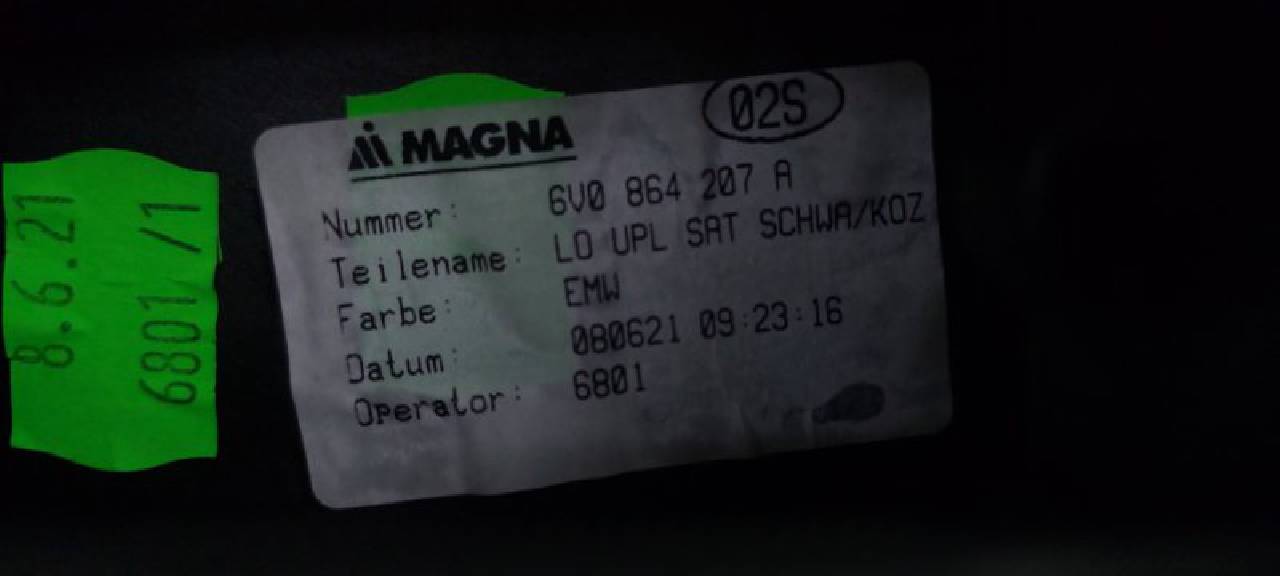 8.6.21
6801 /1
MAGNA
02S
Nummer: 6V0 864 207 A
Teilename: LO UPL SAT SCHWA/KOZ
Farbe: EMW
Datum: 080621 09:23:16
Operator: 6801